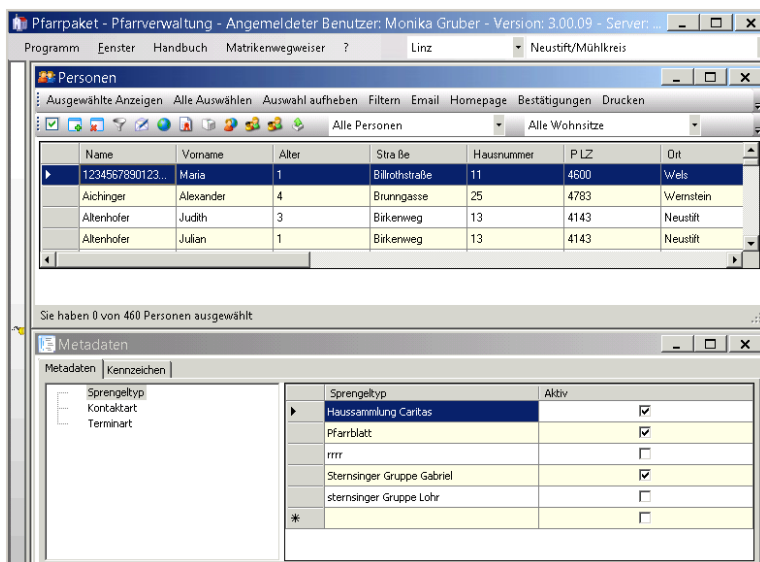 Pfarrpaket - Pfarrverwaltung - Angemeldeter Benutzer: Monika Gruber - Version: 3.00.09 - Server: ...
Programm Fenster Handbuch Matrikenwegweiser ? Linz Neustift/Mühlkreis
Personen
Ausgewählte Anzeigen Alle Auswählen Auswahl aufheben Filtern Email Homepage Bestätigungen Drucken
Alle Personen Alle Wohnsitze
Name Vorname Alter Straße Hausnummer PLZ Ort
1234567890123... Maria 1 Billrothstraße 11 4600 Wels
Aichinger Alexander 4 Brunngasse 25 4783 Wernstein
Altenhofer Judith 3 Birkenweg 13 4143 Neustift
Altenhofer Julian 1 Birkenweg 13 4143 Neustift
Sie haben 0 von 460 Personen ausgewählt
Metadaten
Metadaten Kennzeichen
Sprengeltyp
Kontaktart
Terminart
Sprengeltyp Aktiv
Haussammlung Caritas
Pfarrblatt
rrrr
Sternsinger Gruppe Gabriel
sternsinger Gruppe Lohr